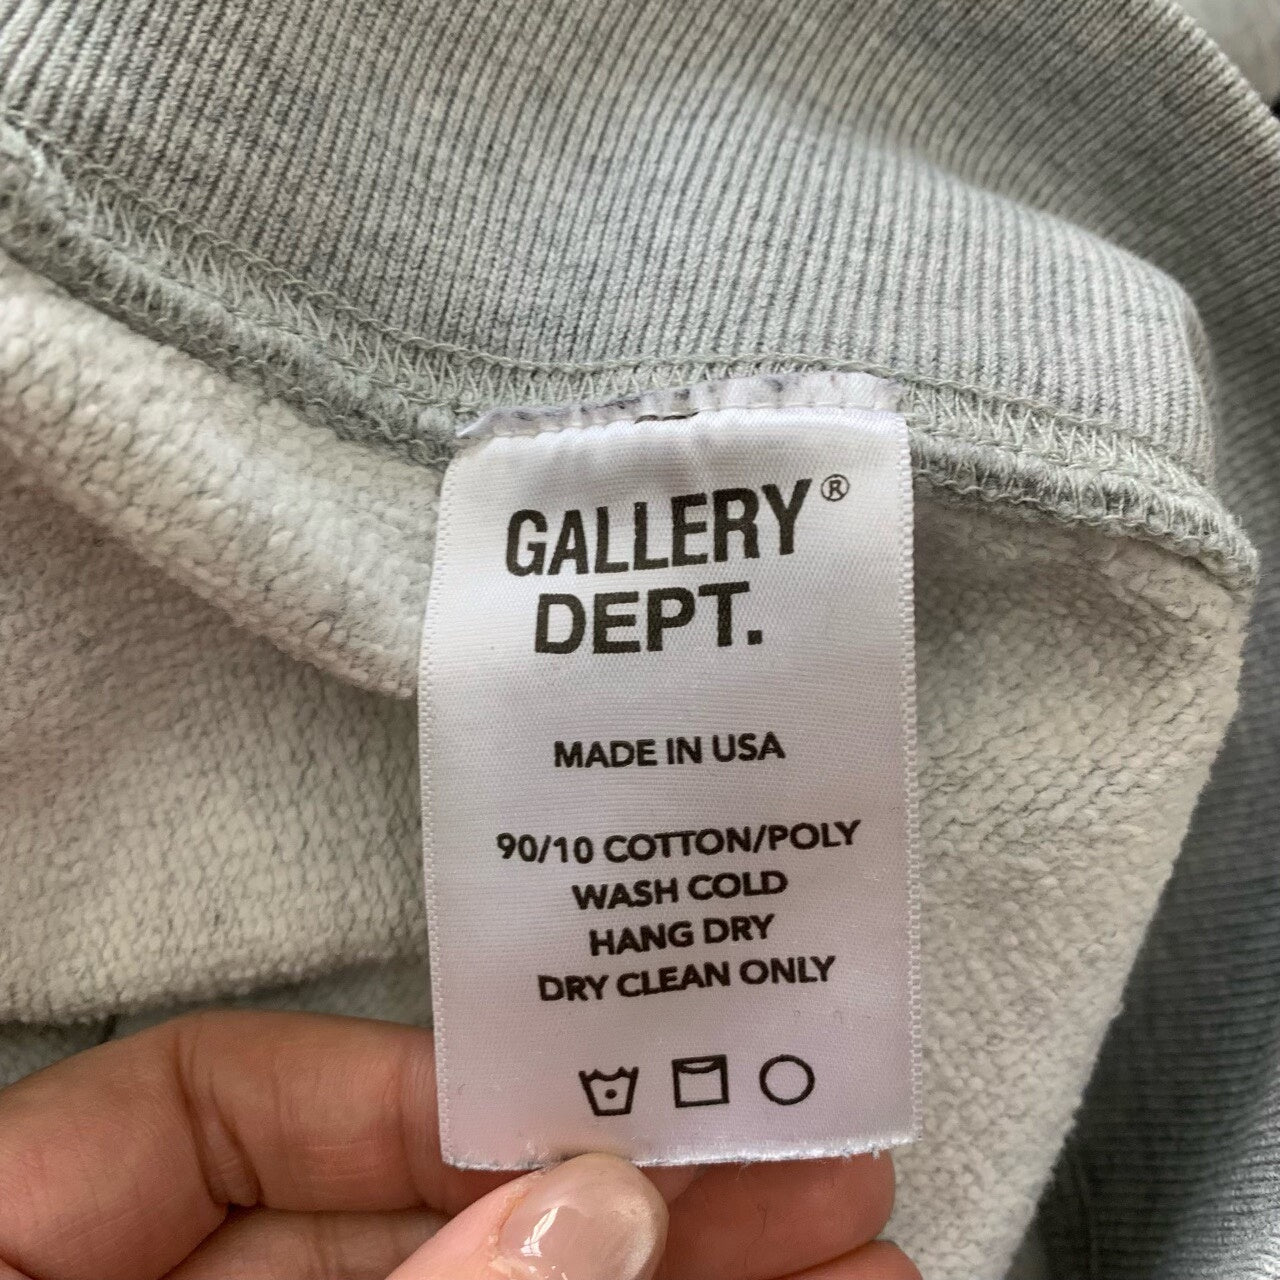 GALLERY®
DEPT.
MADE IN USA
90/10 COTTON/POLY
WASH COLD
HANG DRY
DRY CLEAN ONLY